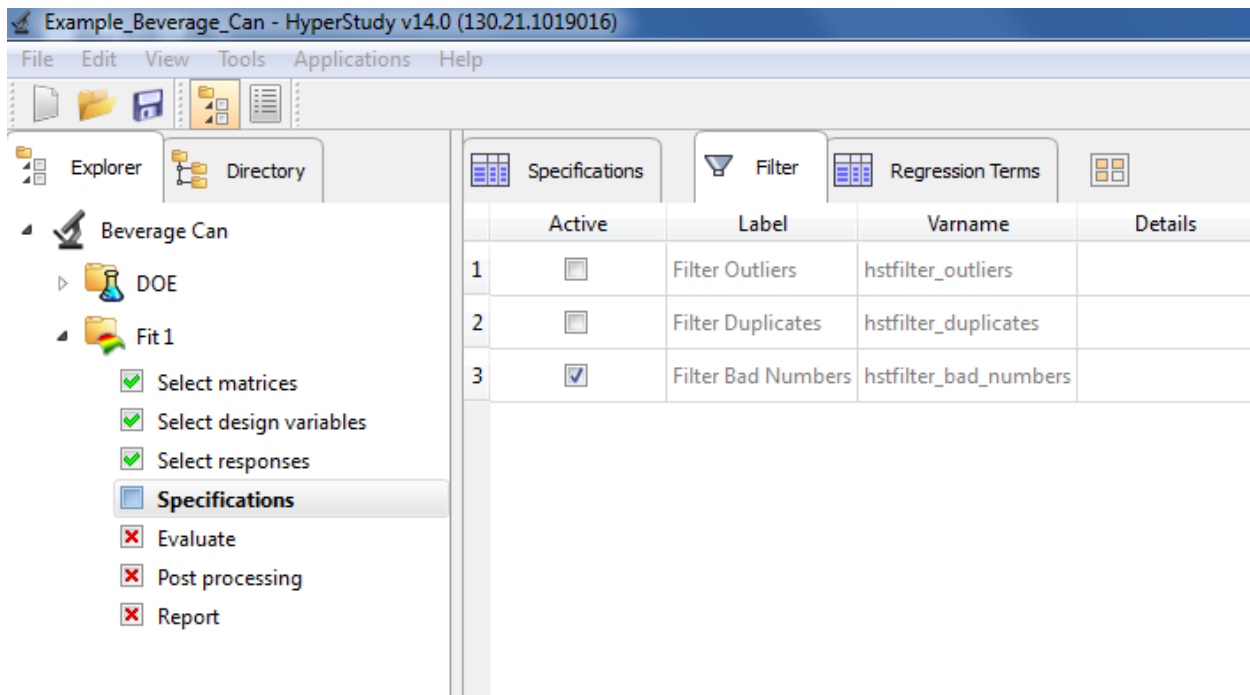 Example_Beverage_Can - HyperStudy v14.0 (130.21.1019016)
File Edit View Tools Applications Help
Explorer Directory
Beverage Can
DOE
Fit 1
Select matrices
Select design variables
Select responses
Specifications
Evaluate
Post processing
Report
Specifications Filter Regression Terms
Active Label Varname Details
1 Filter Outliers hstfilter_outliers
2 Filter Duplicates hstfilter_duplicates
3 Filter Bad Numbers hstfilter_bad_numbers